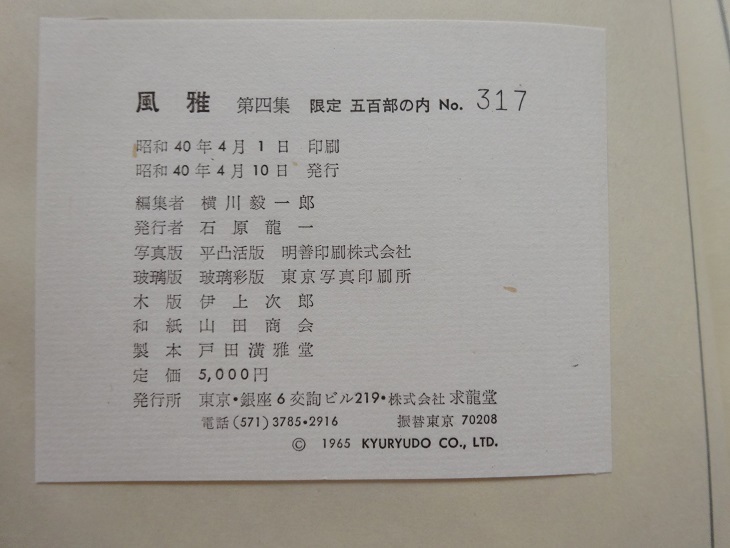 風雅 第四集 限定 五百部の内 No. 317
昭和 40 年 4 月 1 日 印刷
昭和 40 年 4 月 10 日 発行
編集者 横川毅一郎
発行者 石原龍一
写真版 平凸活版 明善印刷株式会社
玻璃版 玻璃彩版 東京写真印刷所
木版 伊上次郎
和紙 山田商会
製本 戸田潢雅堂
定価 5,000円
発行所 東京・銀座 6 交詢ビル 219・株式会社 求龍堂
電話 (571) 3785・2916 振替東京 70208
© 1965 KYURYUDO CO., LTD.